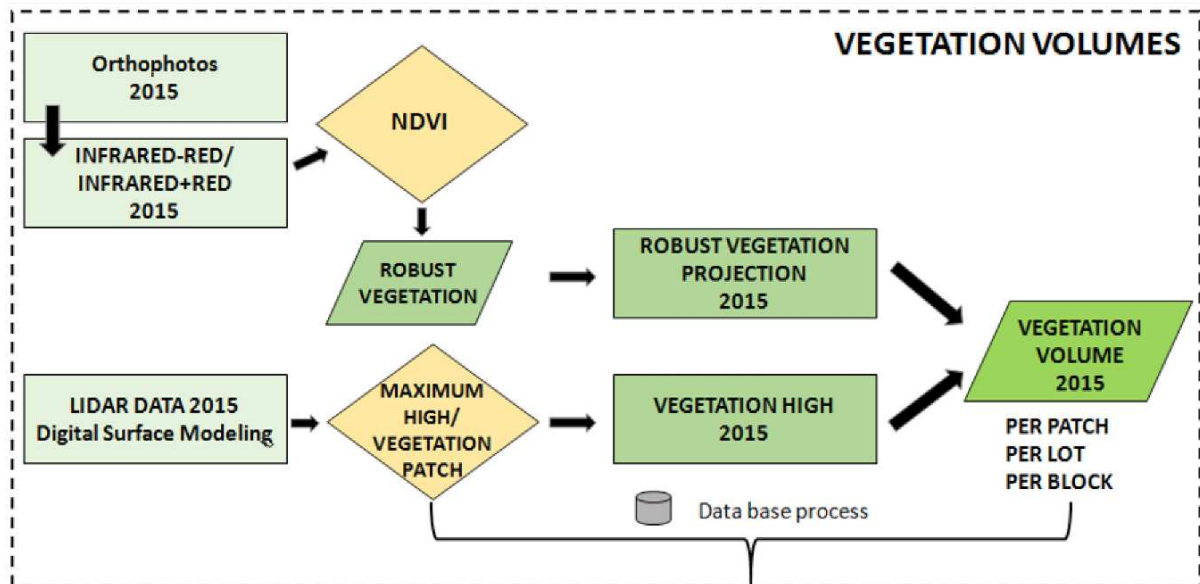 VEGETATION VOLUMES
Orthophotos
2015
INFRARED-RED/
INFRARED+RED
2015
NDVI
ROBUST
VEGETATION
ROBUST VEGETATION
PROJECTION
2015
LIDAR DATA 2015
Digital Surface Modeling
MAXIMUM
HIGH/
VEGETATION
PATCH
VEGETATION HIGH
2015
VEGETATION
VOLUME
2015
PER PATCH
PER LOT
PER BLOCK
Data base process